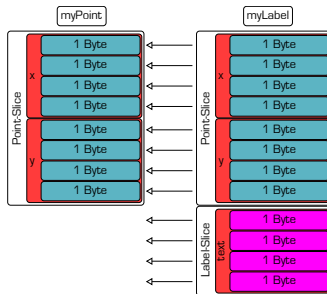 myPoint
myLabel
Point-Slice
x
1 Byte
1 Byte
1 Byte
1 Byte
y
1 Byte
1 Byte
1 Byte
1 Byte
Point-Slice
x
1 Byte
1 Byte
1 Byte
1 Byte
y
1 Byte
1 Byte
1 Byte
1 Byte
Label-Slice
text
1 Byte
1 Byte
1 Byte
1 Byte